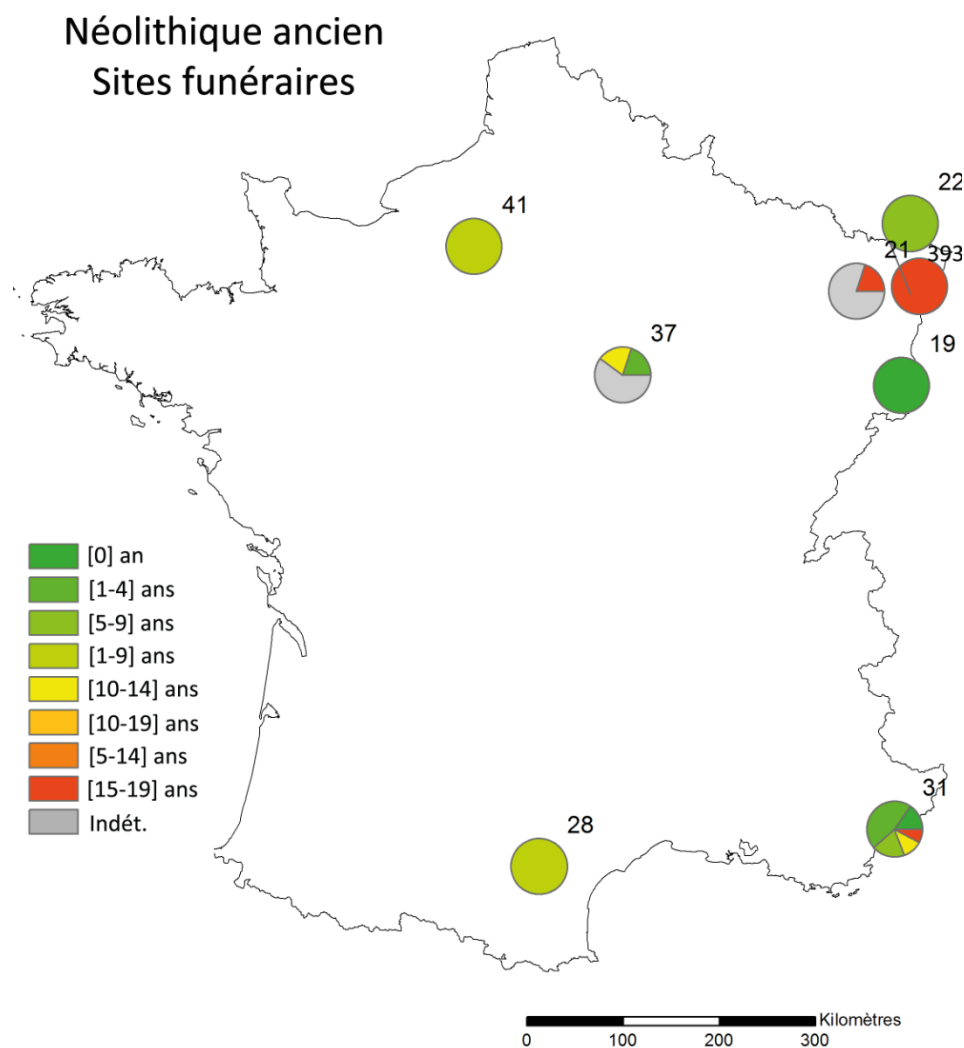 Néolithique ancien
Sites funéraires
41
22
21
393
37
19
[0] an
[1-4] ans
[5-9] ans
[1-9] ans
[10-14] ans
[10-19] ans
[5-14] ans
[15-19] ans
Indét.
31
28
Kilomètres
0 100 200 300